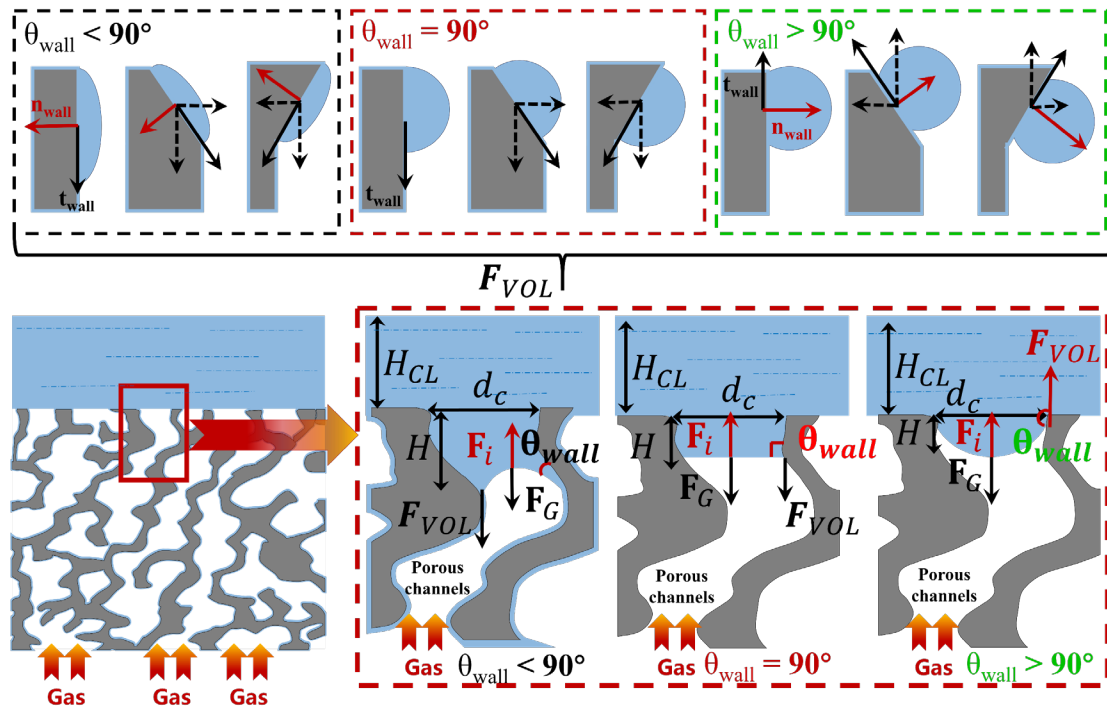 θwall < 90°
θwall = 90°
θwall > 90°
nwall
twall
twall
twall
nwall
FVOL
HCL
dc
H
Fi
θwall
FG
FVOL
Porous
channels
Gas
θwall < 90°
HCL
dc
H
Fi
θwall
FG
FVOL
Porous
channels
Gas
θwall = 90°
HCL
dc
FVOL
H
Fi
θwall
FG
Porous
channels
Gas
θwall > 90°
Gas
Gas
Gas